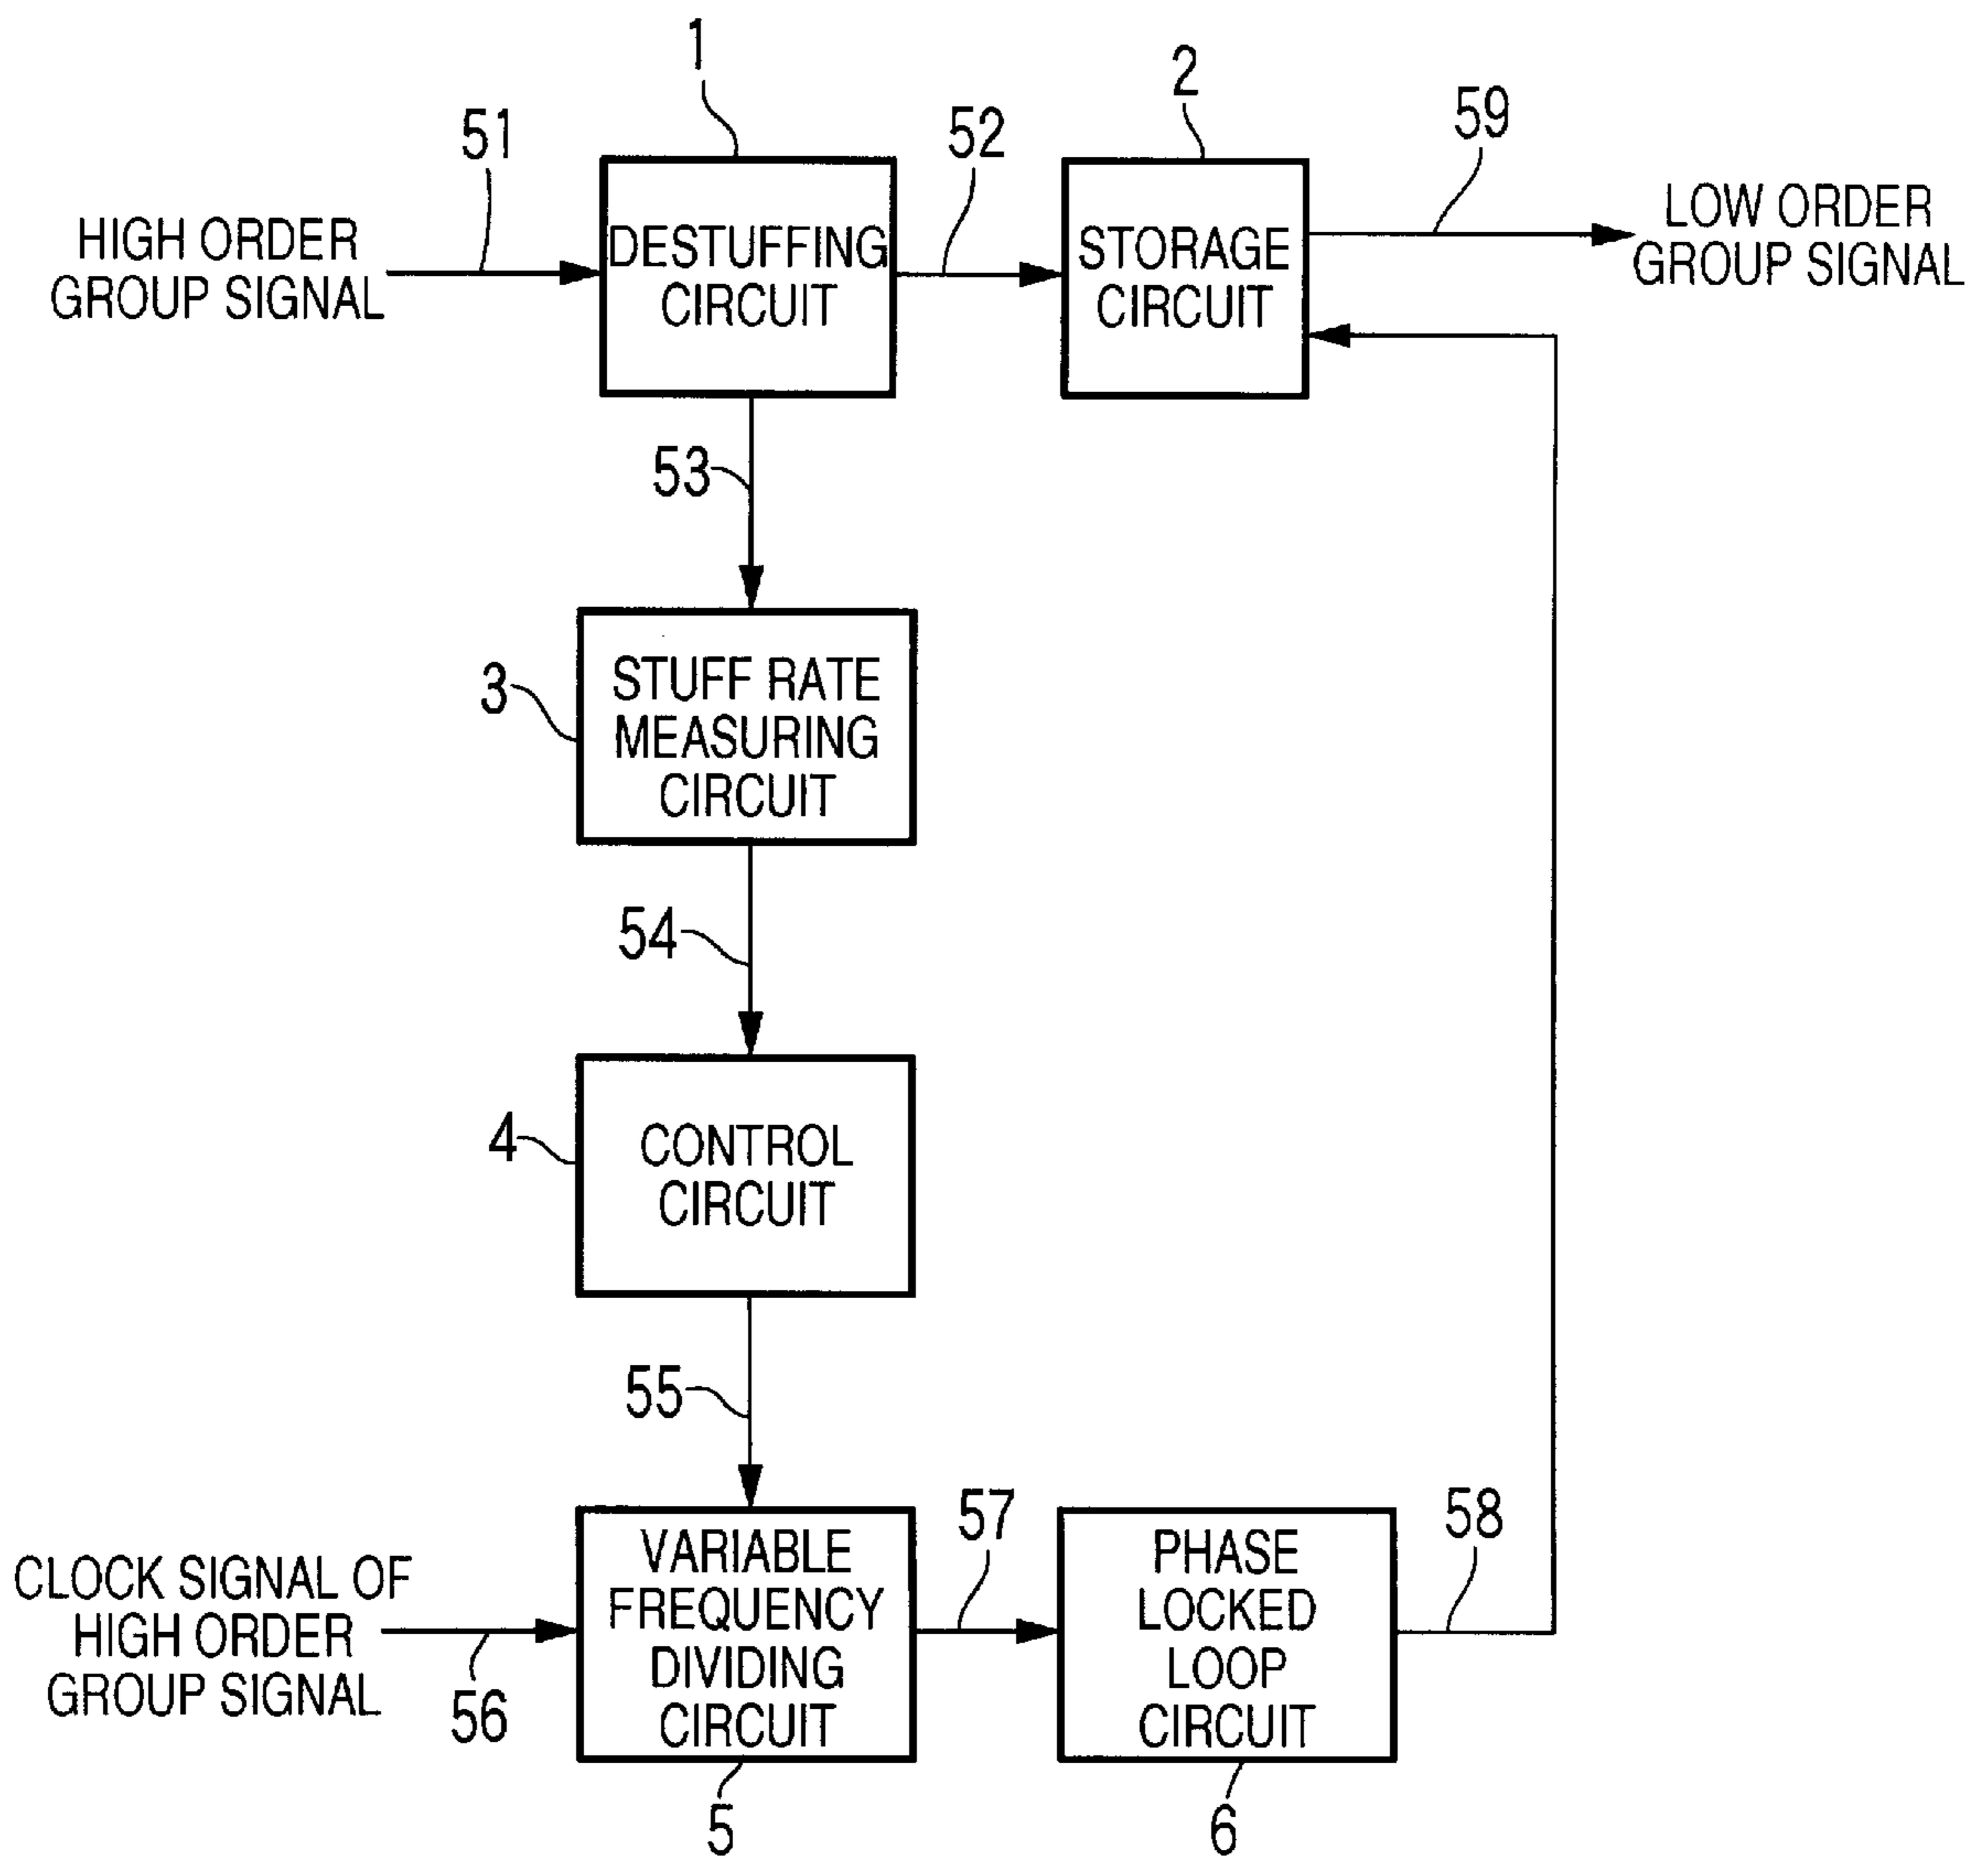 1
2
51
52
59
HIGH ORDER
GROUP SIGNAL
DESTUFFING
CIRCUIT
STORAGE
CIRCUIT
LOW ORDER
GROUP SIGNAL
53
3
STUFF RATE
MEASURING
CIRCUIT
54
4
CONTROL
CIRCUIT
55
CLOCK SIGNAL OF
HIGH ORDER
GROUP SIGNAL
56
VARIABLE
FREQUENCY
DIVIDING
CIRCUIT
57
PHASE
LOCKED
LOOP
CIRCUIT
58
5
6